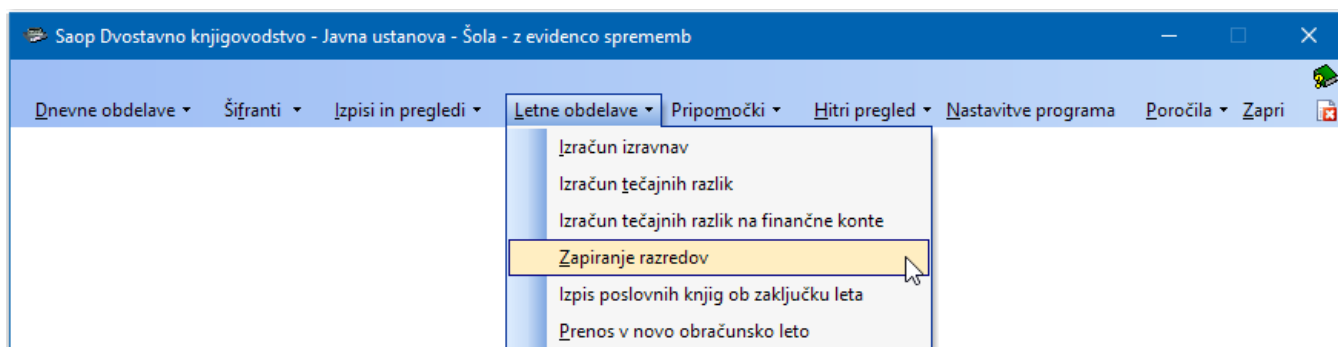 Saop Dvostavno knjigovodstvo - Javna ustanova - Šola - z evidenco sprememb
Dnevne obdelave Šifranti Izpisi in pregledi Letne obdelave Pripomočki Hitri pregled Nastavitve programa Poročila Zapri
Izračun izravnav
Izračun tečajnih razlik
Izračun tečajnih razlik na finančne konte
Zapiranje razredov
Izpis poslovnih knjig ob zaključku leta
Prenos v novo obračunsko leto